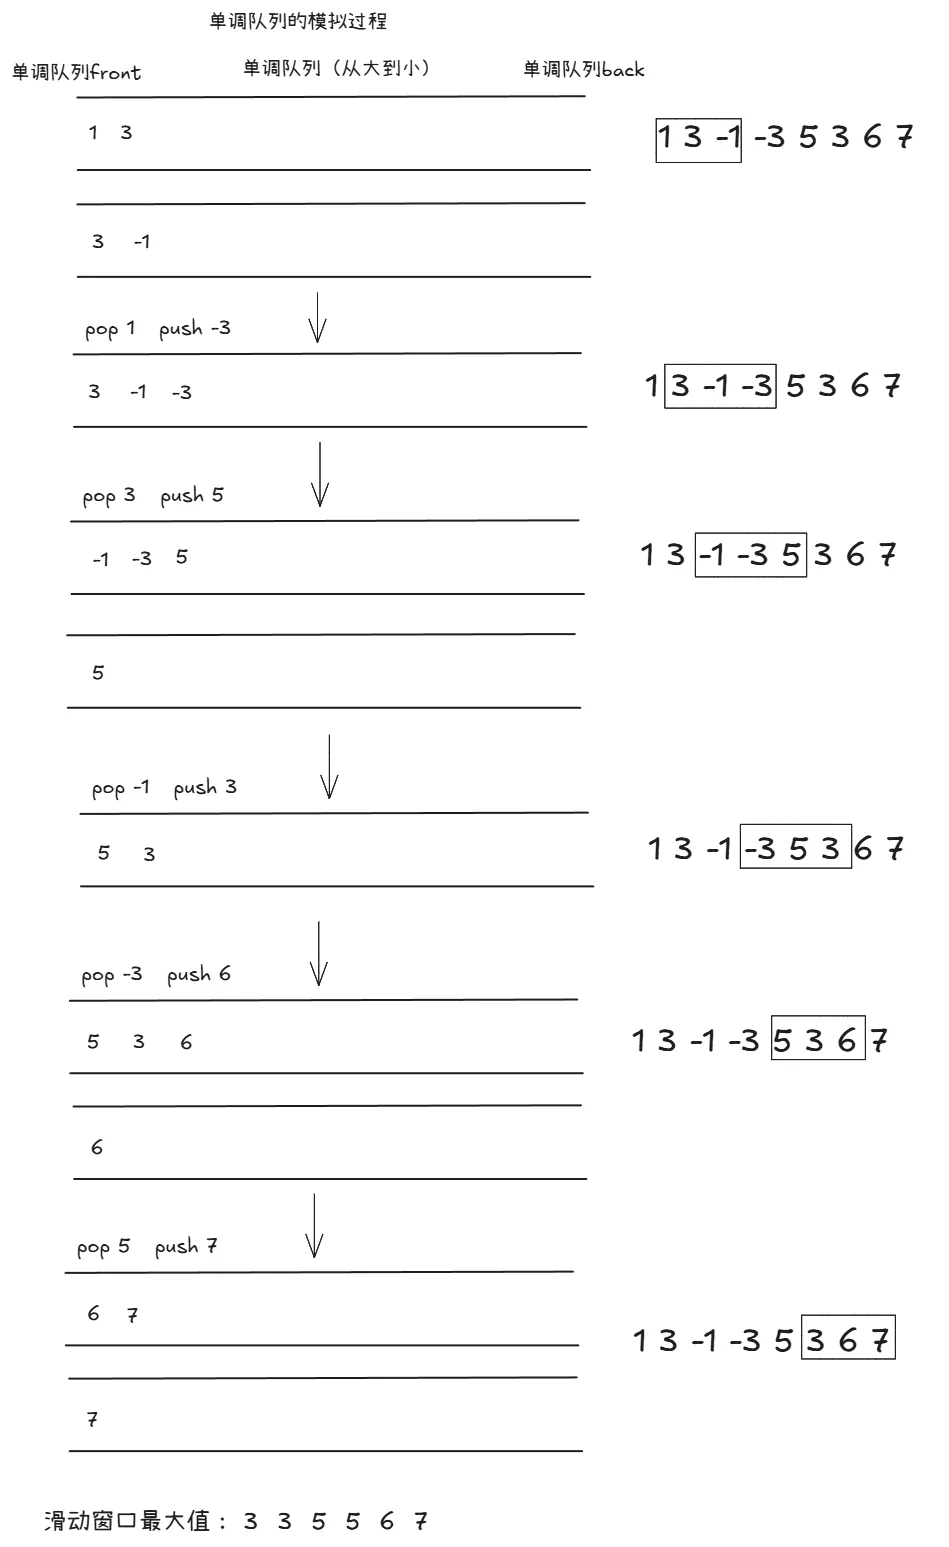 单调队列的模拟过程
单调队列front 单调队列（从大到小） 单调队列back
1 3
1 3 -1 -3 5 3 6 7
3 -1
pop 1 push -3
3 -1 -3
1 3 -1 -3 5 3 6 7
pop 3 push 5
-1 -3 5
1 3 -1 -3 5 3 6 7
5
pop -1 push 3
5 3
1 3 -1 -3 5 3 6 7
pop -3 push 6
5 3 6
1 3 -1 -3 5 3 6 7
6
pop 5 push 7
6 7
1 3 -1 -3 5 3 6 7
7
滑动窗口最大值：3 3 5 5 6 7